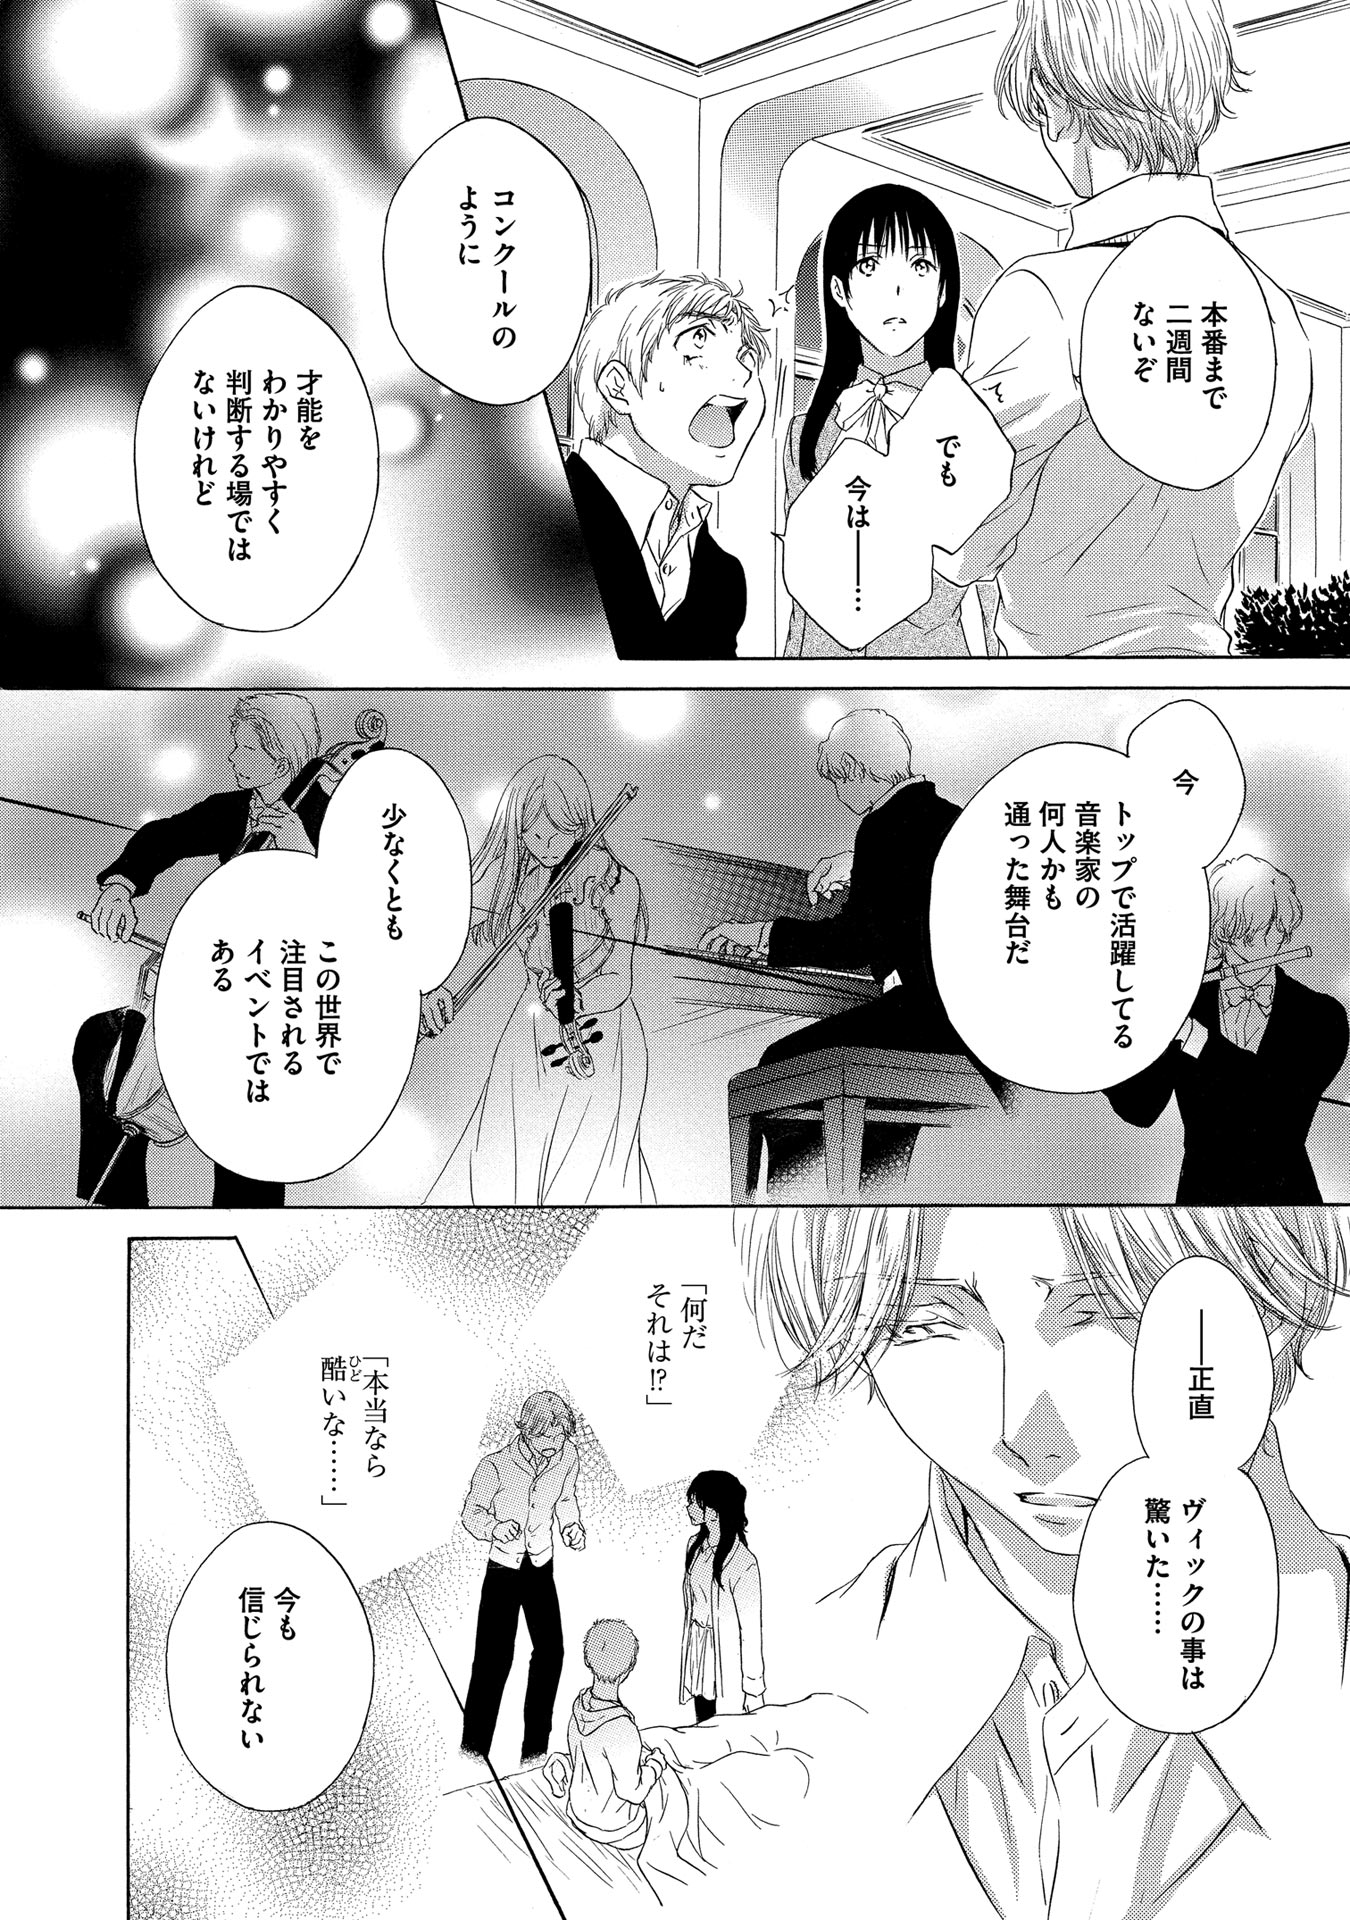 本番まで
二週間
ないぞ
でも
今は――…
コンクールの
ように
才能を
わかりやすく
判断する場では
ないけれど
今
トップで活躍してる
音楽家の
何人かも
通った舞台だ
少なくとも
この世界で
注目される
イベントでは
ある
――正直
ヴィックの事は
驚いた……
「何だ
それは!?」
「本当なら
酷いな……」
ひど
今も
信じられない